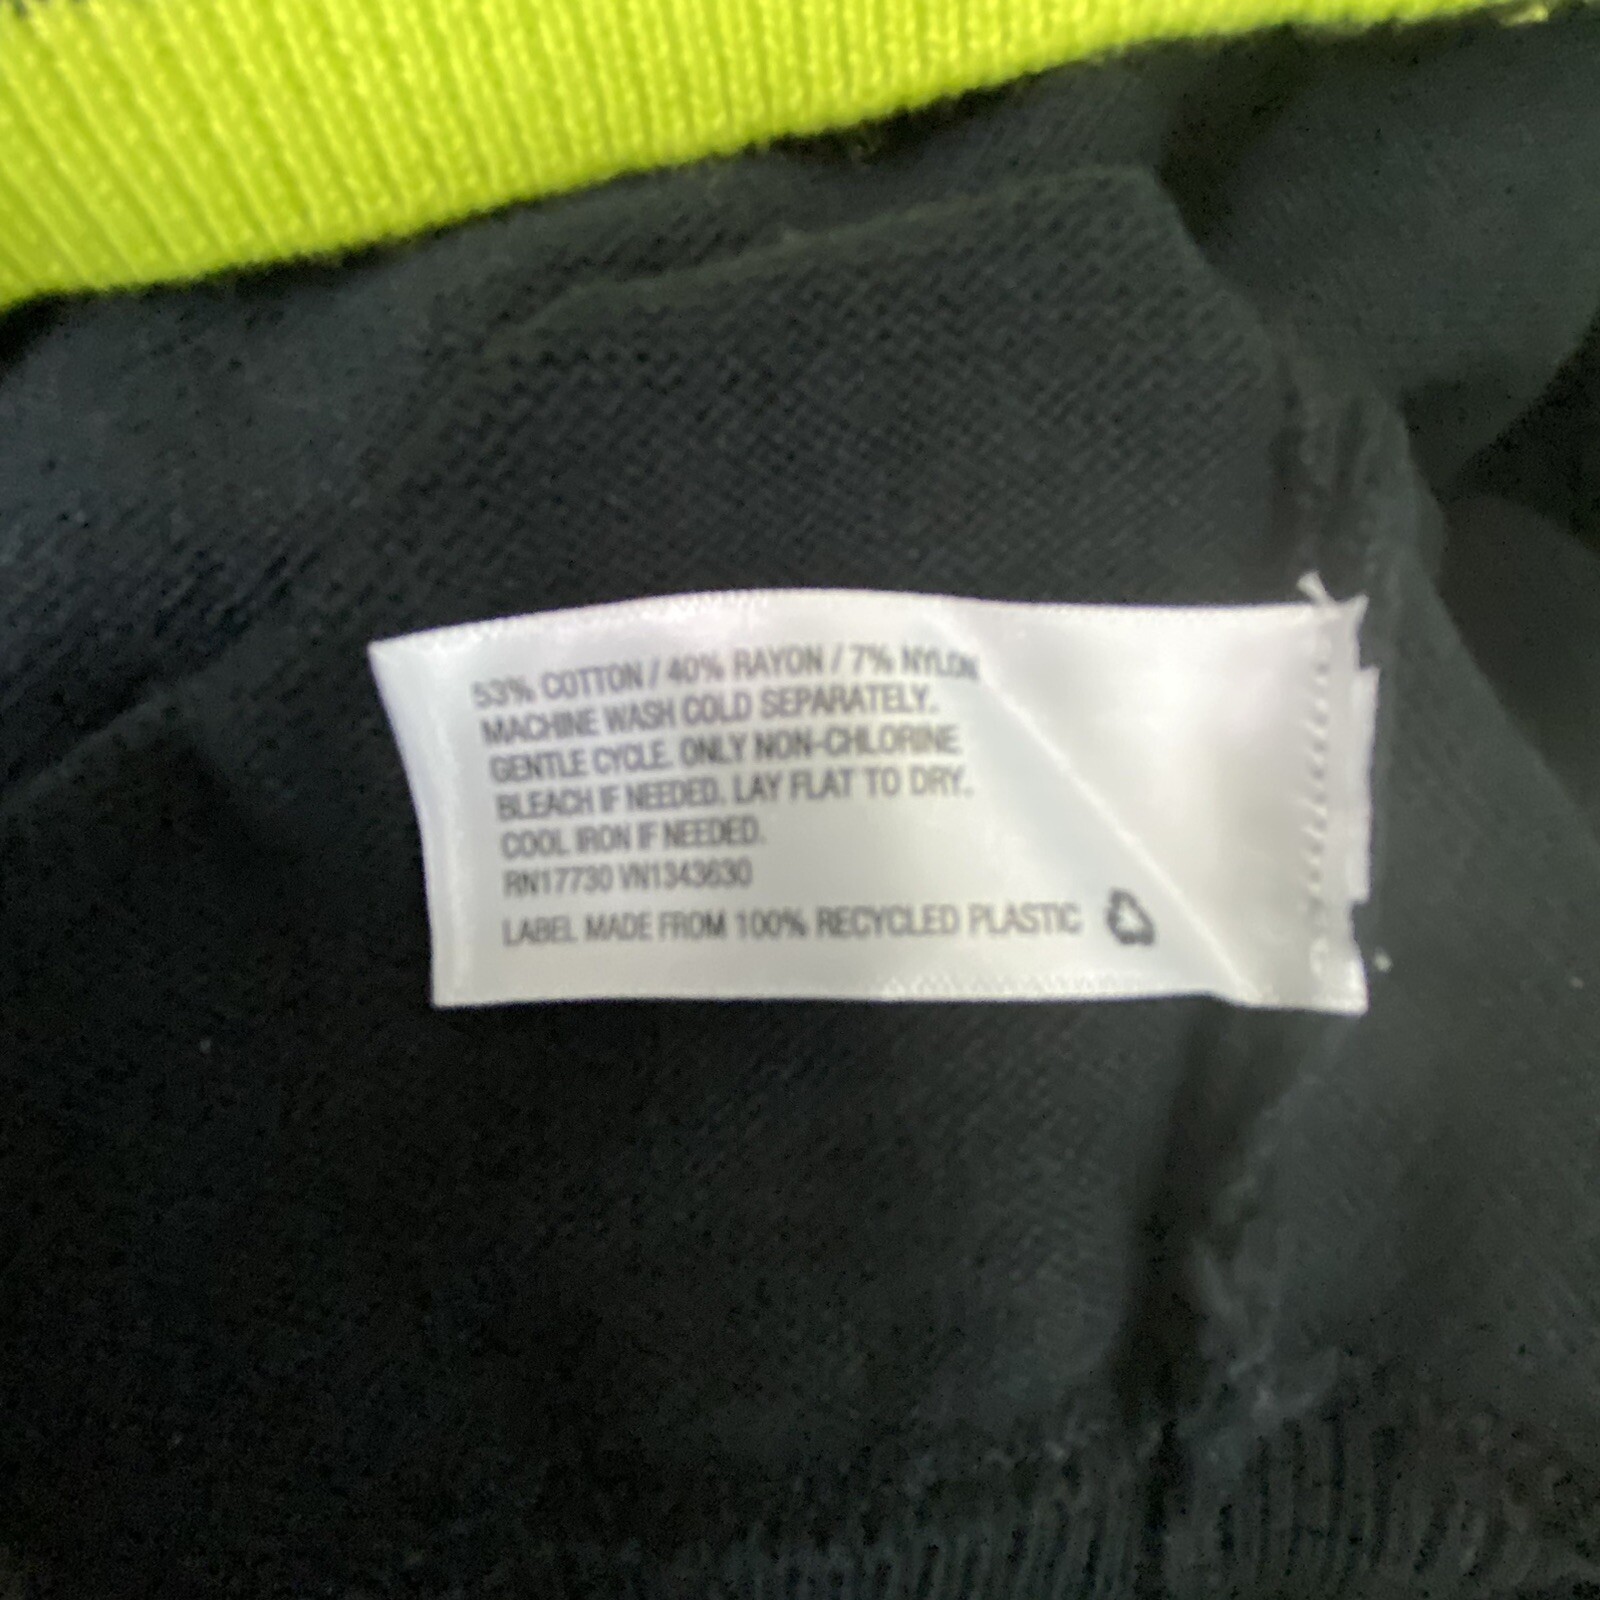 53% COTTON / 40% RAYON / 7% NYLON
MACHINE WASH COLD SEPARATELY.
GENTLE CYCLE. ONLY NON-CHLORINE
BLEACH IF NEEDED. LAY FLAT TO DRY.
COOL IRON IF NEEDED.
RN17730 VN1343630
LABEL MADE FROM 100% RECYCLED PLASTIC